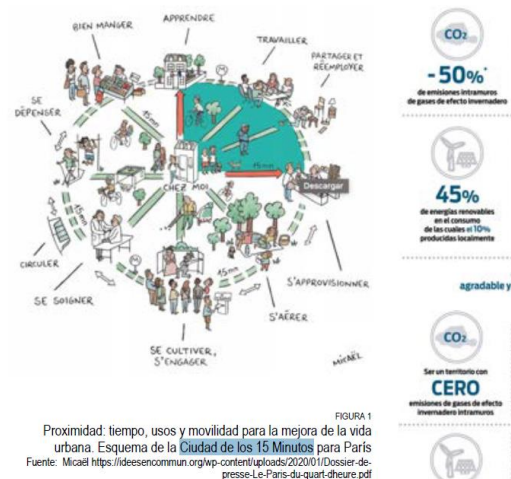 APPRENDRE
BIEN MANGER
TRAVAILLER
PARTAGER ET
RÉEMPLOYER
SE
DÉPENSER
15mn
CHEZ MOI
15mn
Descargar
15mn
CIRCULER
SE SOIGNER
15mn
S'APPROVISIONNER
S'AÉRER
SE CULTIVER,
S'ENGAGER
MICAËL
FIGURA 1
Proximidad: tiempo, usos y movilidad para la mejora de la vida
urbana. Esquema de la Ciudad de los 15 Minutos para París
Fuente: Micaël https://ideesencommun.org/wp-content/uploads/2020/01/Dossier-de-
presse-Le-Paris-du-quart-dheure.pdf
CO2
-50%*
de emisiones intramuros
de gases de efecto invernadero
45%
de energías renovables
en el consumo
de las cuales el 10%
producidas localmente
agradable y
CO2
Ser un territorio con
CERO
emisiones de gases de efecto
invernadero intramuros